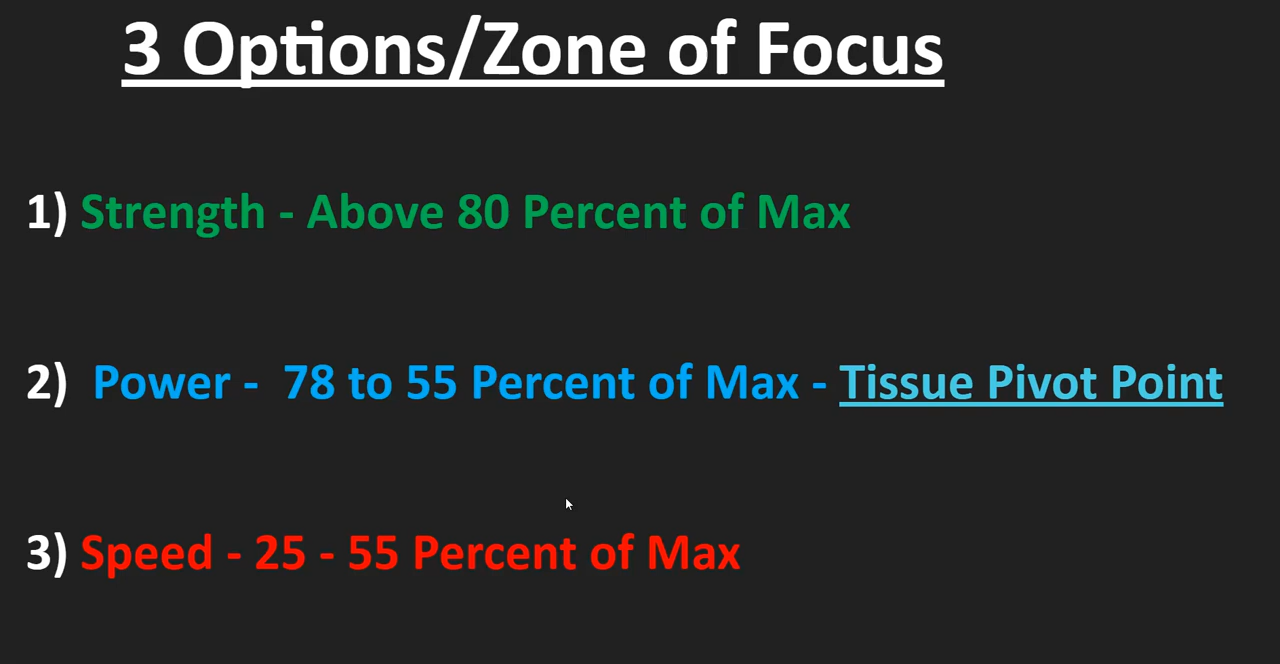 3 Options/Zone of Focus
1) Strength - Above 80 Percent of Max
2) Power - 78 to 55 Percent of Max - Tissue Pivot Point
3) Speed - 25 - 55 Percent of Max